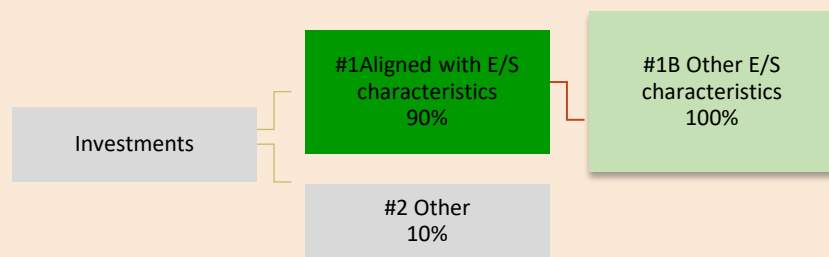 Investments
#1Aligned with E/S
characteristics
90%
#1B Other E/S
characteristics
100%
#2 Other
10%